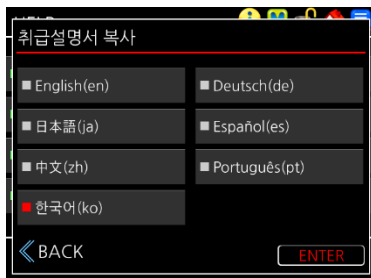 취급설명서 복사
English(en)
Deutsch(de)
日本語(ja)
Español(es)
中文(zh)
Português(pt)
한국어(ko)
BACK
ENTER